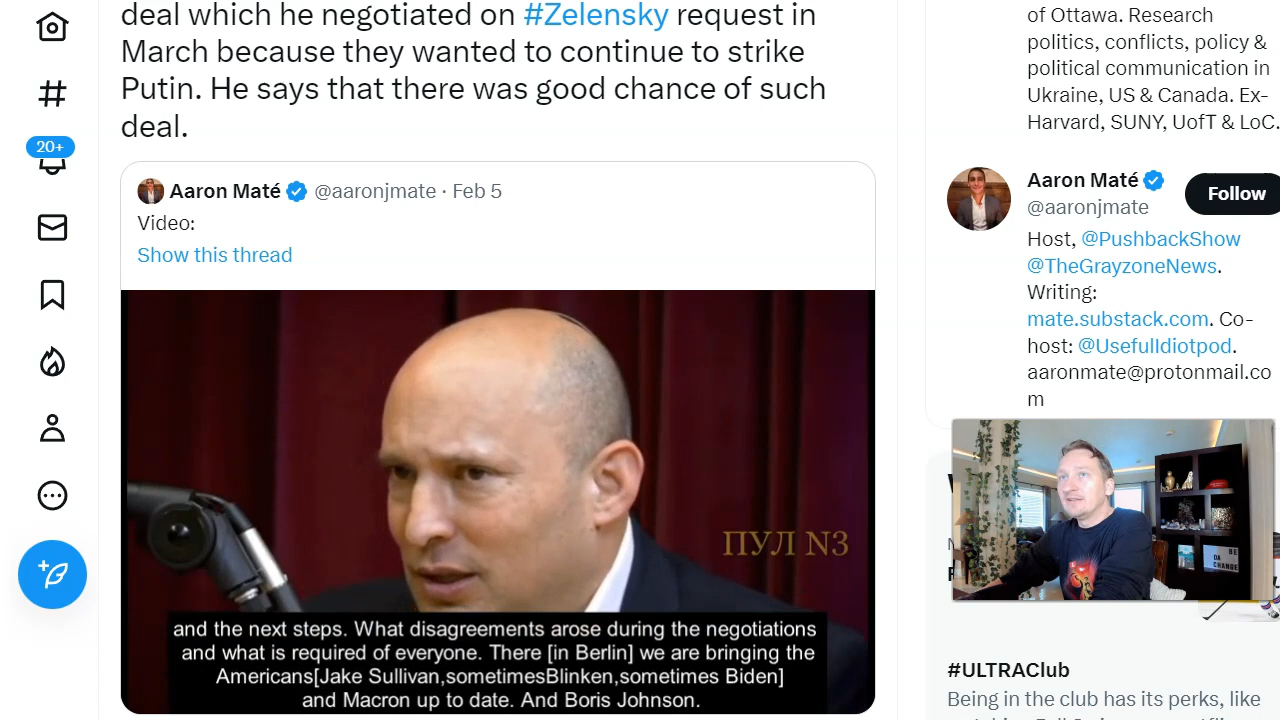 deal which he negotiated on #Zelensky request in
March because they wanted to continue to strike
Putin. He says that there was good chance of such
deal.
20+
Aaron Maté @aaronjmate · Feb 5
Video:
Show this thread
ПУЛ N3
and the next steps. What disagreements arose during the negotiations
and what is required of everyone. There [in Berlin] we are bringing the
Americans[Jake Sullivan,sometimesBlinken,sometimes Biden]
and Macron up to date. And Boris Johnson.
of Ottawa. Research
politics, conflicts, policy &
political communication in
Ukraine, US & Canada. Ex-
Harvard, SUNY, UofT & LoC.
Aaron Maté
Follow
@aaronjmate
Host, @PushbackShow
@TheGrayzoneNews.
Writing:
mate.substack.com. Co-
host: @UsefulIdiotpod.
aaronmate@protonmail.co
m
BE
DA
CHANGE
#ULTRAClub
Being in the club has its perks, like